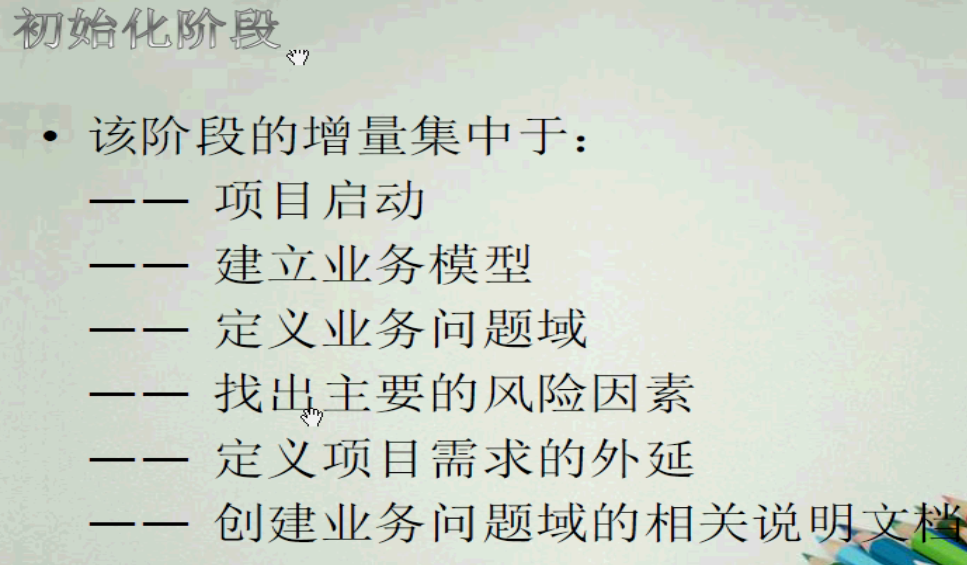 初始化阶段
• 该阶段的增量集中于：
—— 项目启动
—— 建立业务模型
—— 定义业务问题域
—— 找出主要的风险因素
—— 定义项目需求的外延
—— 创建业务问题域的相关说明文档